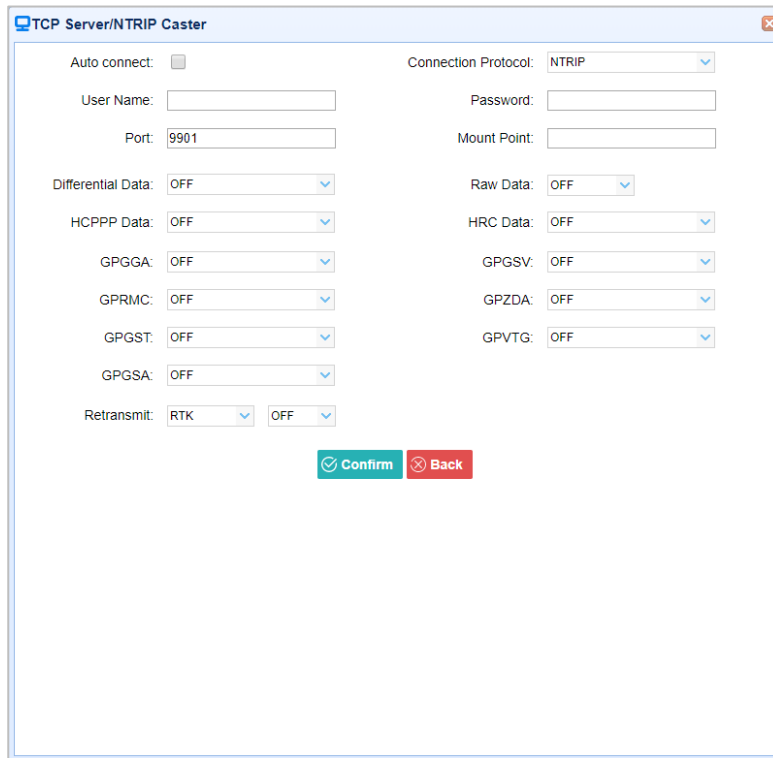 TCP Server/NTRIP Caster
Auto connect: Connection Protocol: NTRIP
User Name: Password:
Port: 9901 Mount Point:
Differential Data: OFF Raw Data: OFF
HCPPP Data: OFF HRC Data: OFF
GPGGA: OFF GPGSV: OFF
GPRMC: OFF GPZDA: OFF
GPGST: OFF GPVTG: OFF
GPGSA: OFF
Retransmit: RTK OFF
Confirm Back